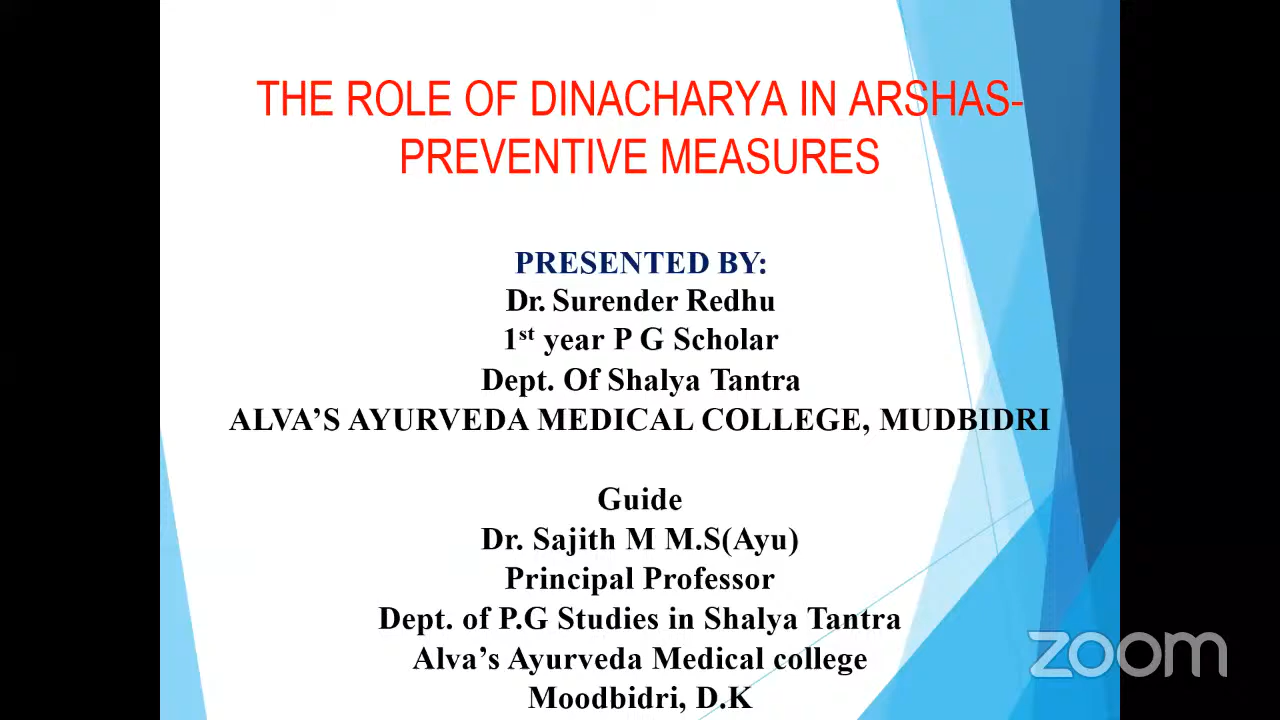 THE ROLE OF DINACHARYA IN ARSHAS-
PREVENTIVE MEASURES
PRESENTED BY:
Dr. Surender Redhu
1st year P G Scholar
Dept. Of Shalya Tantra
ALVA’S AYURVEDA MEDICAL COLLEGE, MUDBIDRI
Guide
Dr. Sajith M M.S(Ayu)
Principal Professor
Dept. of P.G Studies in Shalya Tantra
Alva’s Ayurveda Medical college
Moodbidri, D.K
zoom